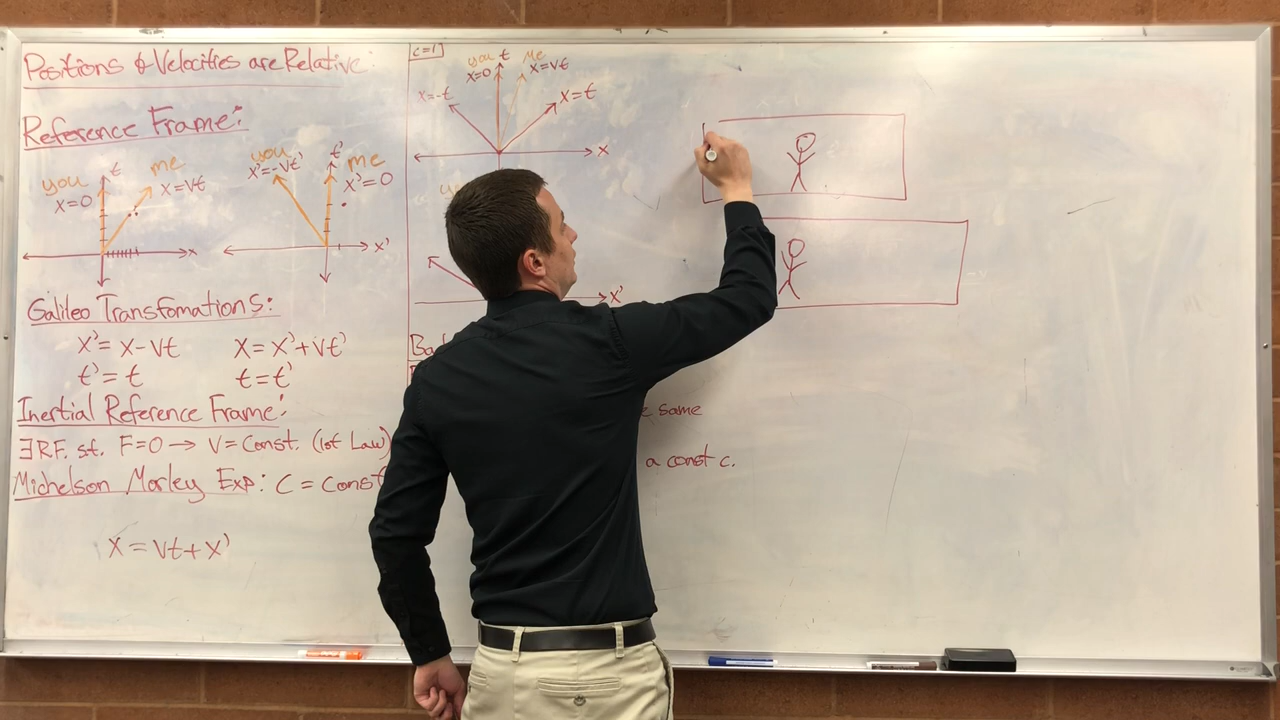 Positions & Velocities are Relative:
Reference Frame:
you
x=0
t
me
x=vt
x
you
x'=-vt'
t'
me
x'=0
x'
Galileo Transfomations:
x'=x-vt
x=x'+vt'
t'=t
t=t'
Inertial Reference Frame:
∃RF. st. F=0 → V=Const. (1st Law)
Michelson Morley Exp: C = Const
x=vt+x'
c=1
you t
x=0
me
x=vt
x=-t
x=t
x
x'
same
a const c.